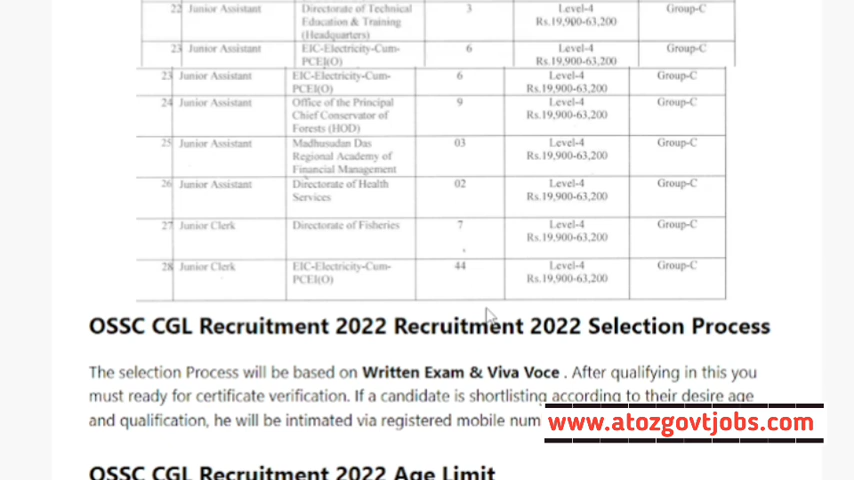 22 Junior Assistant Directorate of Technical 3 Level-4 Group-C
Education & Training Rs.19,900-63,200
(Headquarters)
23 Junior Assistant EIC-Electricity-Cum- 6 Level-4 Group-C
PCEI(O) Rs.19,900-63,200
23 Junior Assistant EIC-Electricity-Cum- 6 Level-4 Group-C
PCEI(O) Rs.19,900-63,200
24 Junior Assistant Office of the Principal 9 Level-4 Group-C
Chief Conservator of Rs.19,900-63,200
Forests (HOD)
25 Junior Assistant Madhusudan Das 03 Level-4 Group-C
Regional Academy of Rs.19,900-63,200
Financial Management
26 Junior Assistant Directorate of Health 02 Level-4 Group-C
Services Rs.19,900-63,200
27 Junior Clerk Directorate of Fisheries 7 Level-4 Group-C
Rs.19,900-63,200
28 Junior Clerk EIC-Electricity-Cum- 44 Level-4 Group-C
PCEI(O) Rs.19,900-63,200
OSSC CGL Recruitment 2022 Recruitment 2022 Selection Process
The selection Process will be based on Written Exam & Viva Voce . After qualifying in this you
must ready for certificate verification. If a candidate is shortlisting according to their desire age
and qualification, he will be intimated via registered mobile num
www.atozgovtjobs.com
OSSC CGL Recruitment 2022 Age Limit